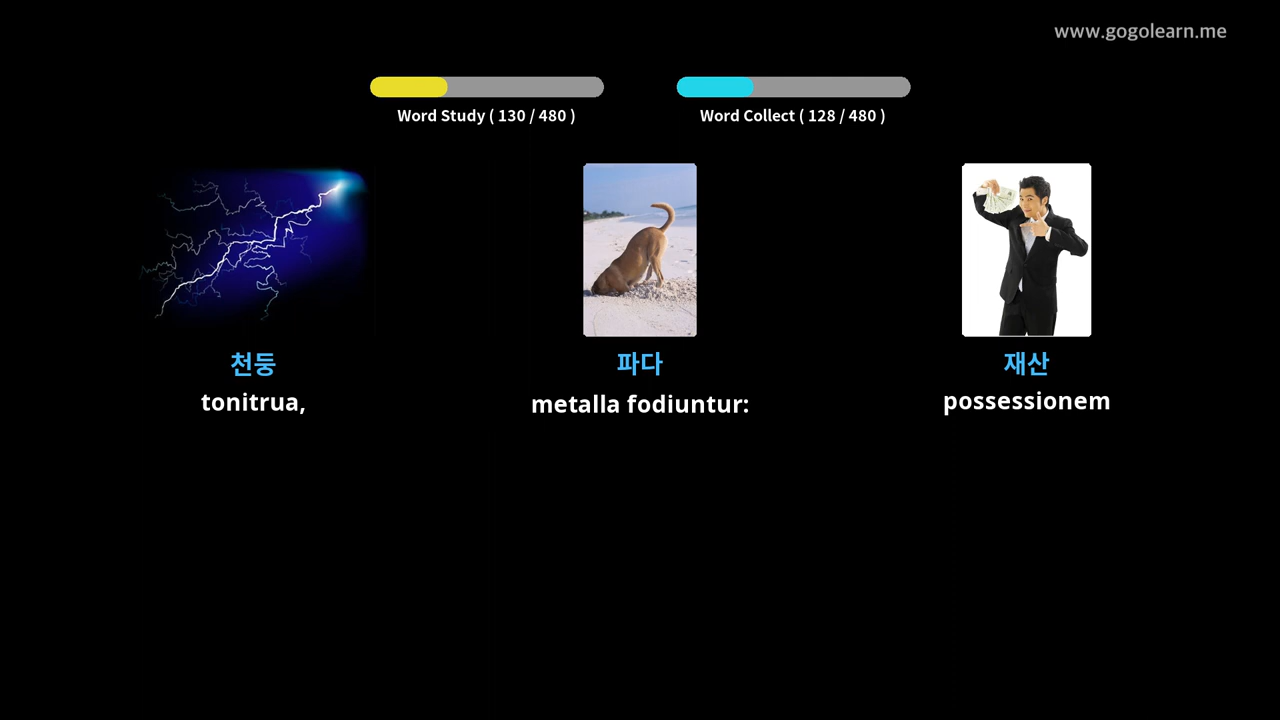 www.gogolearn.me
Word Study ( 130 / 480 )
Word Collect ( 128 / 480 )
천둥
파다
재산
tonitrua,
metalla fodiuntur:
possessionem